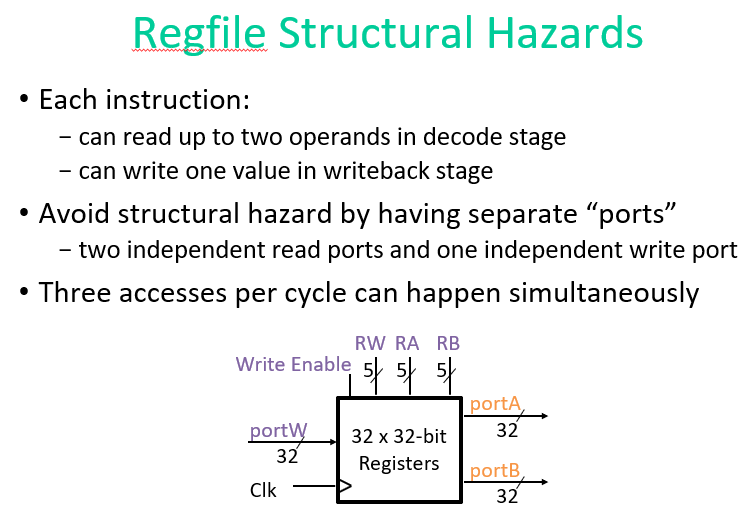 Regfile Structural Hazards
• Each instruction:
– can read up to two operands in decode stage
– can write one value in writeback stage
• Avoid structural hazard by having separate “ports”
– two independent read ports and one independent write port
• Three accesses per cycle can happen simultaneously
RW RA RB
Write Enable 5 5 5
portA
32
portW
32
32 x 32-bit
Registers
portB
32
Clk